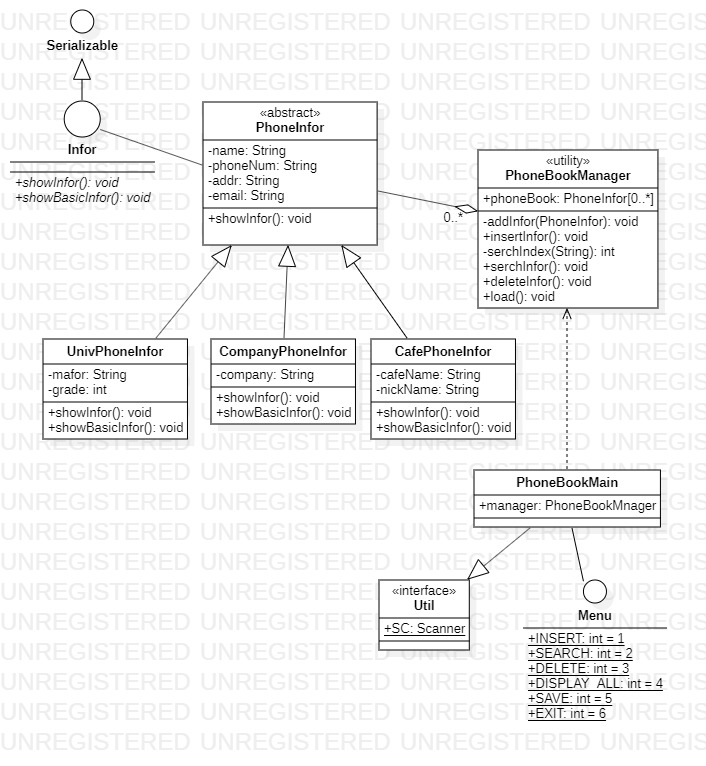 Serializable
Infor
+showInfor(): void
+showBasicInfor(): void
«abstract»
PhoneInfor
-name: String
-phoneNum: String
-addr: String
-email: String
+showInfor(): void
«utility»
PhoneBookManager
+phoneBook: PhoneInfor[0..*]
-addInfor(PhoneInfor): void
+insertInfor(): void
-serchIndex(String): int
+serchInfor(): void
+deleteInfor(): void
+load(): void
0..*
UnivPhoneInfor
-mafor: String
-grade: int
+showInfor(): void
+showBasicInfor(): void
CompanyPhoneInfor
-company: String
+showInfor(): void
+showBasicInfor(): void
CafePhoneInfor
-cafeName: String
-nickName: String
+showInfor(): void
+showBasicInfor(): void
PhoneBookMain
+manager: PhoneBookMnager
«interface»
Util
+SC: Scanner
Menu
+INSERT: int = 1
+SEARCH: int = 2
+DELETE: int = 3
+DISPLAY_ALL: int = 4
+SAVE: int = 5
+EXIT: int = 6
UNREGISTERED